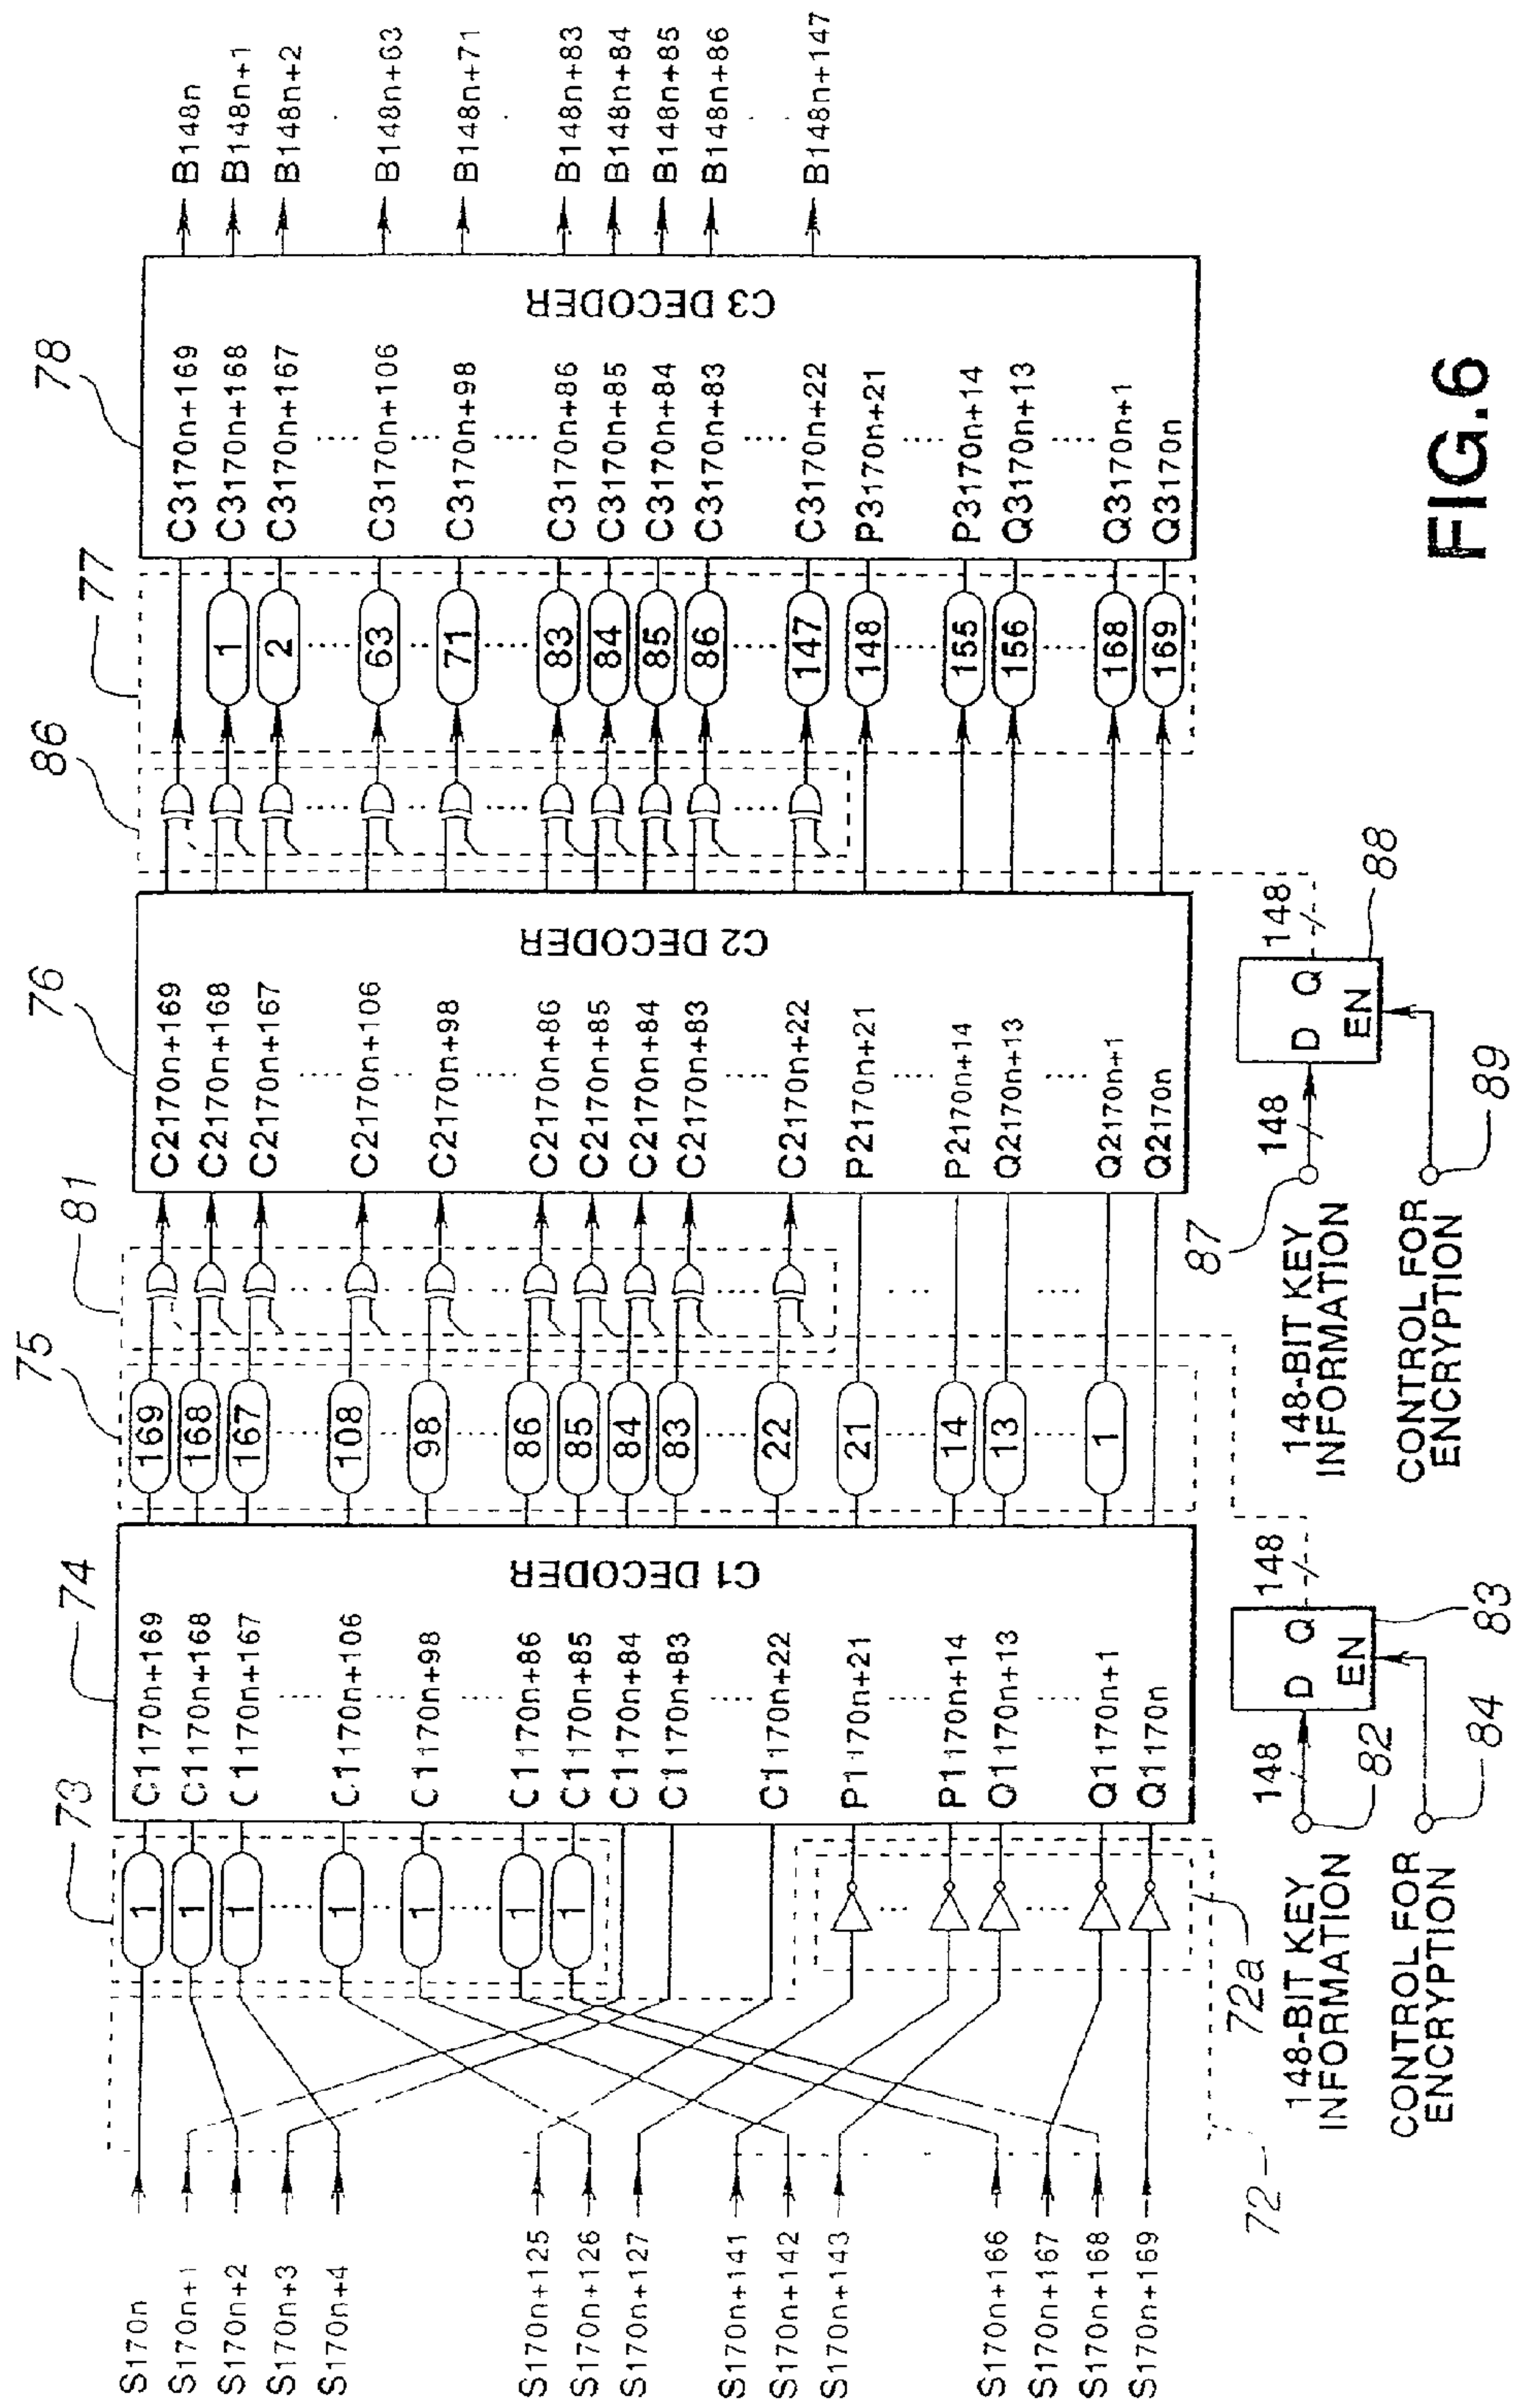 S170n
S170n+1
S170n+2
S170n+3
S170n+4
S170n+125
S170n+126
S170n+127
S170n+141
S170n+142
S170n+143
S170n+166
S170n+167
S170n+168
S170n+169
72
72a
73
1
1
1
1
1
1
1
74
C1 DECODER
C1170n+169
C1170n+168
C1170n+167
C1170n+106
C1170n+98
C1170n+86
C1170n+85
C1170n+84
C1170n+83
C1170n+22
P1170n+21
P1170n+14
Q1170n+13
Q1170n+1
Q1170n
75
169
168
167
108
98
86
85
84
83
22
21
14
13
1
81
76
C2 DECODER
C2170n+169
C2170n+168
C2170n+167
C2170n+106
C2170n+98
C2170n+86
C2170n+85
C2170n+84
C2170n+83
C2170n+22
P2170n+21
P2170n+14
Q2170n+13
Q2170n+1
Q2170n
86
77
1
2
63
71
83
84
85
86
147
148
155
156
168
169
78
C3 DECODER
C3170n+169
C3170n+168
C3170n+167
C3170n+106
C3170n+98
C3170n+86
C3170n+85
C3170n+84
C3170n+83
C3170n+22
P3170n+21
P3170n+14
Q3170n+13
Q3170n+1
Q3170n
B148n
B148n+1
B148n+2
B148n+63
B148n+71
B148n+83
B148n+84
B148n+85
B148n+86
B148n+147
148-BIT KEY
INFORMATION
82
148
D Q
EN
148
83
CONTROL FOR
ENCRYPTION
84
148-BIT KEY
INFORMATION
87
148
D Q
EN
148
88
CONTROL FOR
ENCRYPTION
89
FIG.6